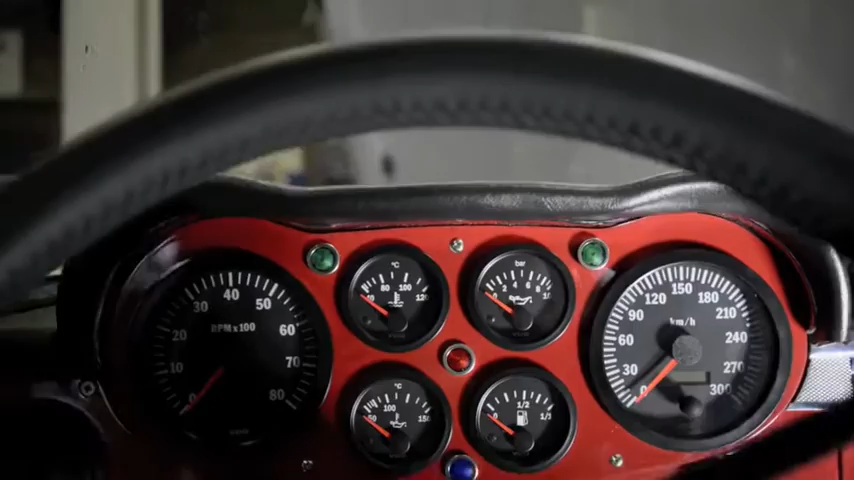 10 20 30 40 50 60 70 80
RPMx100
0
°C
60 80 100 120
bar
0 2 4 6 8 10
°C
50 100 150
0 1/2 1/1
0 30 60 90 120 150 180 210 240 270 300
km/h